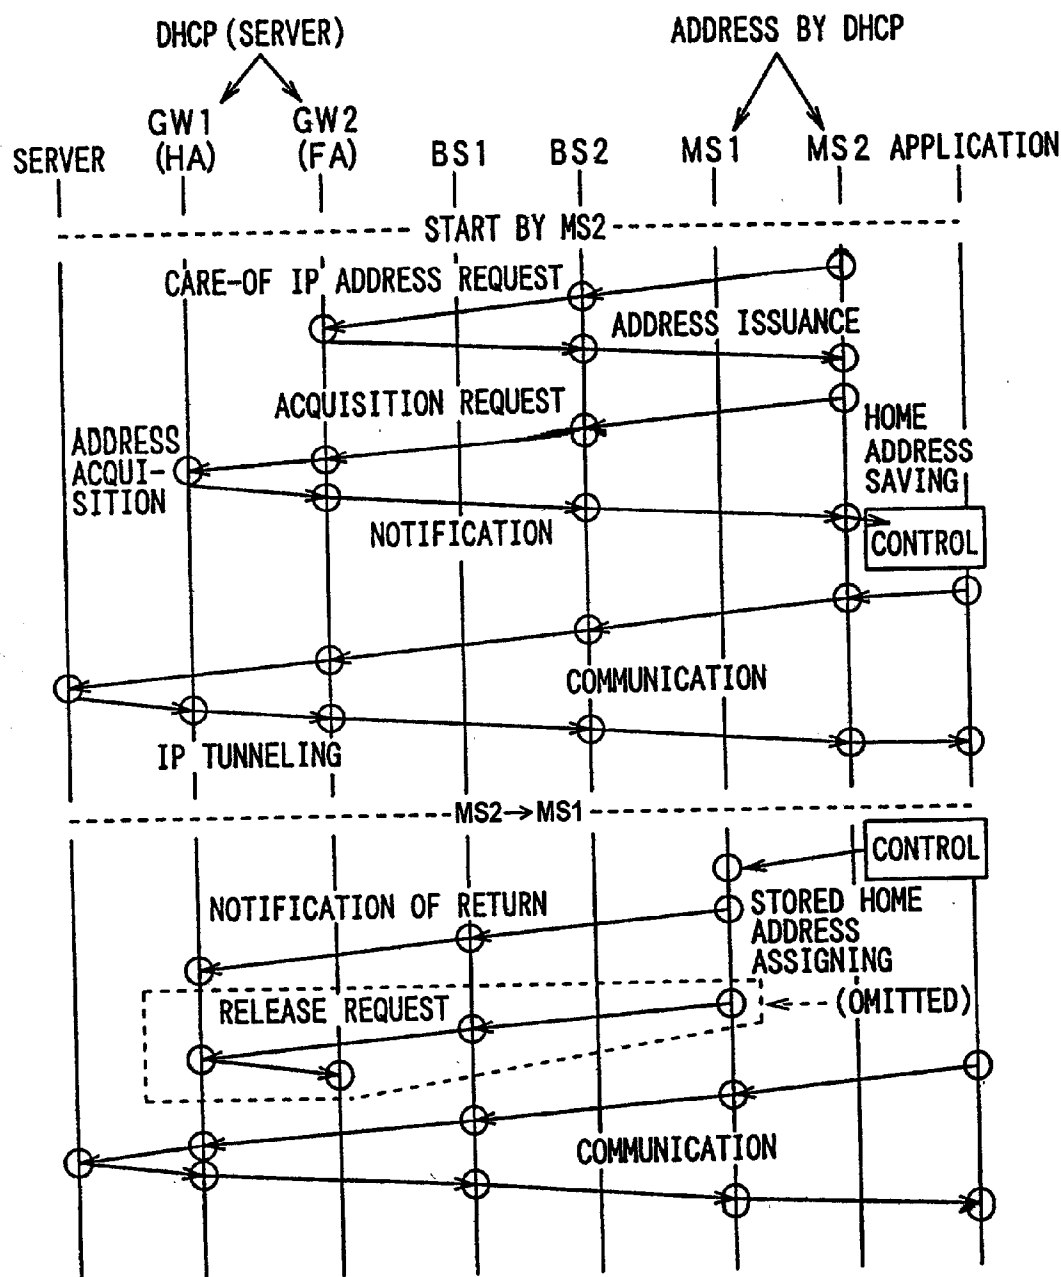 DHCP (SERVER)
ADDRESS BY DHCP
SERVER
GW1
(HA)
GW2
(FA)
BS1
BS2
MS1
MS2
APPLICATION
START BY MS2
CARE-OF IP ADDRESS REQUEST
ADDRESS ISSUANCE
ACQUISITION REQUEST
HOME
ADDRESS
SAVING
ADDRESS
ACQUI-
SITION
NOTIFICATION
CONTROL
COMMUNICATION
IP TUNNELING
MS2→MS1
CONTROL
NOTIFICATION OF RETURN
STORED HOME
ADDRESS
ASSIGNING
RELEASE REQUEST
(OMITTED)
COMMUNICATION